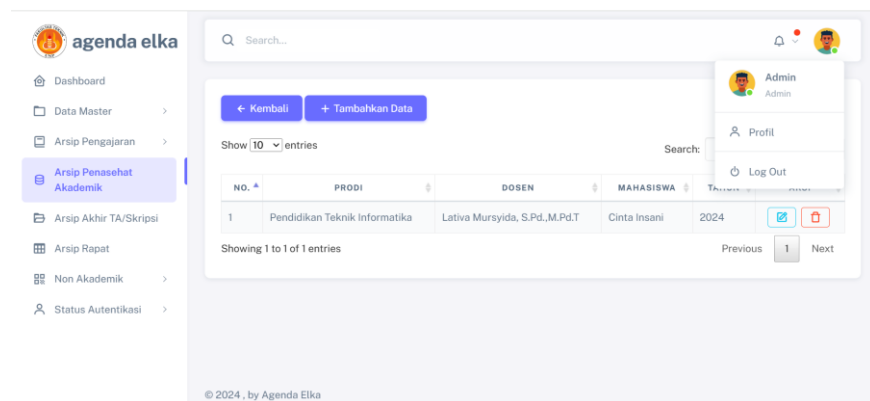 agenda elka
Search...
Admin
Admin
Profil
Log Out
Dashboard
Data Master
Arsip Pengajaran
Arsip Penasehat
Akademik
Arsip Akhir TA/Skripsi
Arsip Rapat
Non Akademik
Status Autentikasi
← Kembali
+ Tambahkan Data
Show 10 entries
Search:
NO. PRODI DOSEN MAHASISWA
1 Pendidikan Teknik Informatika Lativa Mursyida, S.Pd.,M.Pd.T Cinta Insani 2024
Showing 1 to 1 of 1 entries
Previous 1 Next
© 2024 , by Agenda Elka